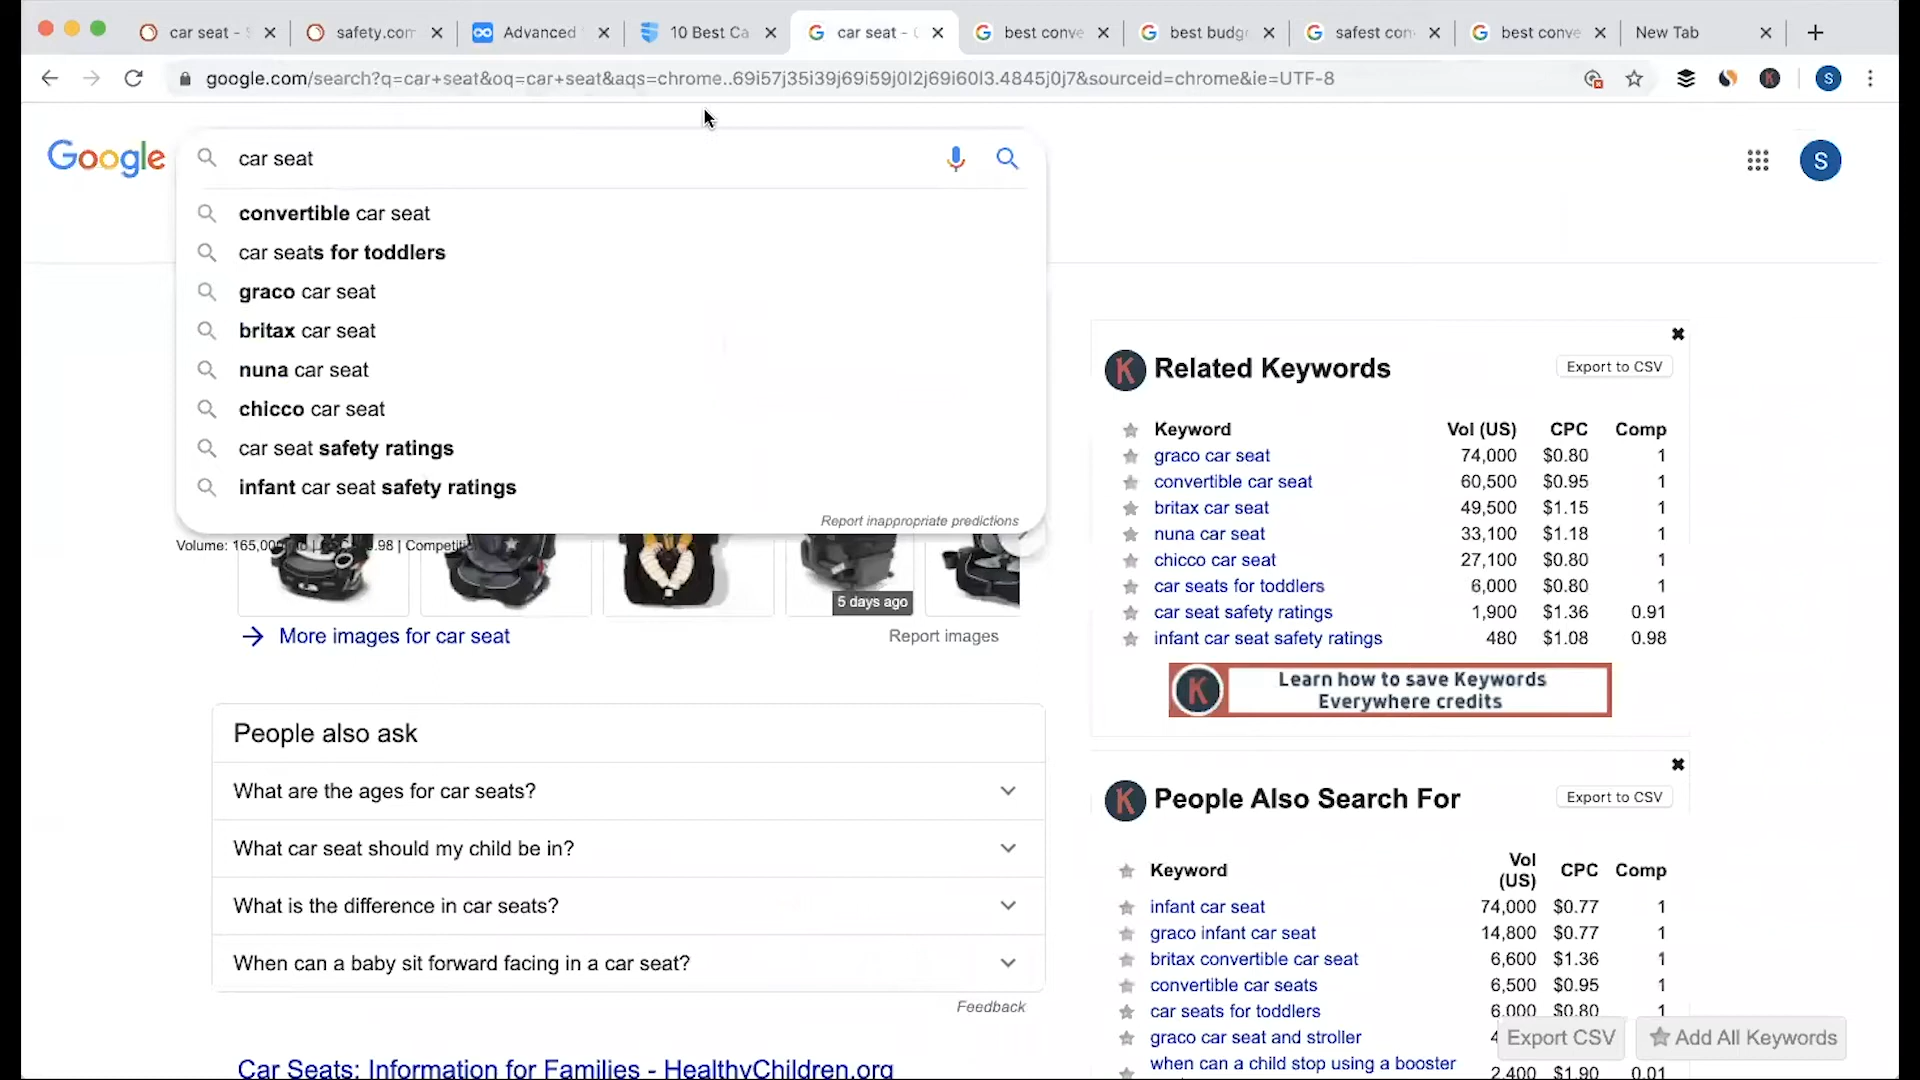 car seat - S
safety.com
Advanced
10 Best Ca
car seat - G
best conve
best budg
safest con
best conve
New Tab
google.com/search?q=car+seat&oq=car+seat&aqs=chrome..69i57j35i39j69i59j0l2j69i60l3.4845j0j7&sourceid=chrome&ie=UTF-8
K
S
Google
car seat
S
convertible car seat
car seats for toddlers
graco car seat
britax car seat
nuna car seat
chicco car seat
car seat safety ratings
infant car seat safety ratings
Report inappropriate predictions
Volume: 165,000
.98 | Competiti
5 days ago
More images for car seat
Report images
People also ask
What are the ages for car seats?
What car seat should my child be in?
What is the difference in car seats?
When can a baby sit forward facing in a car seat?
Feedback
Car Seats: Information for Families - HealthyChildren.org
K Related Keywords
Export to CSV
Keyword Vol (US) CPC Comp
graco car seat 74,000 $0.80 1
convertible car seat 60,500 $0.95 1
britax car seat 49,500 $1.15 1
nuna car seat 33,100 $1.18 1
chicco car seat 27,100 $0.80 1
car seats for toddlers 6,000 $0.80 1
car seat safety ratings 1,900 $1.36 0.91
infant car seat safety ratings 480 $1.08 0.98
K Learn how to save Keywords
Everywhere credits
K People Also Search For
Export to CSV
Keyword Vol (US) CPC Comp
infant car seat 74,000 $0.77 1
graco infant car seat 14,800 $0.77 1
britax convertible car seat 6,600 $1.36 1
convertible car seats 6,500 $0.95 1
car seats for toddlers 6,000 $0.80 1
graco car seat and stroller 4
when can a child stop using a booster
2,400 $1.90 0.01
Export CSV
Add All Keywords